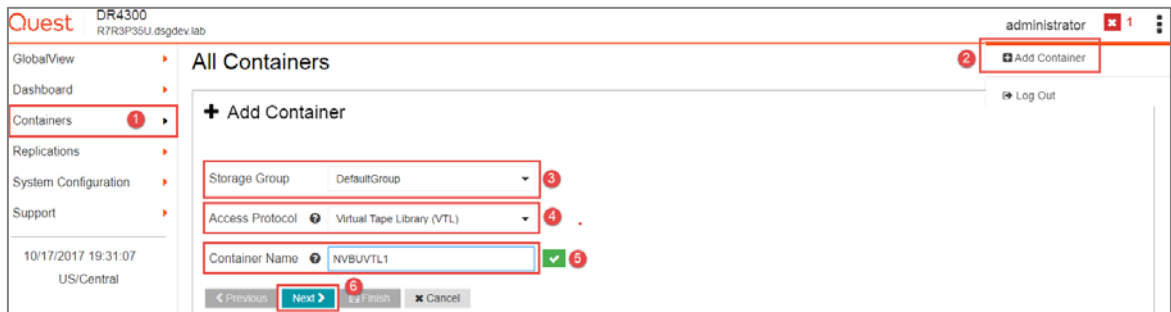 Quest DR4300
R7R3P35U.dsgdev.lab
administrator 1
GlobalView
Dashboard
Containers 1
Replications
System Configuration
Support
10/17/2017 19:31:07
US/Central
All Containers
2 Add Container
Log Out
Add Container
Storage Group DefaultGroup 3
Access Protocol ? Virtual Tape Library (VTL) 4
Container Name ? NVBUVTL1 5
6
Previous Next Finish Cancel